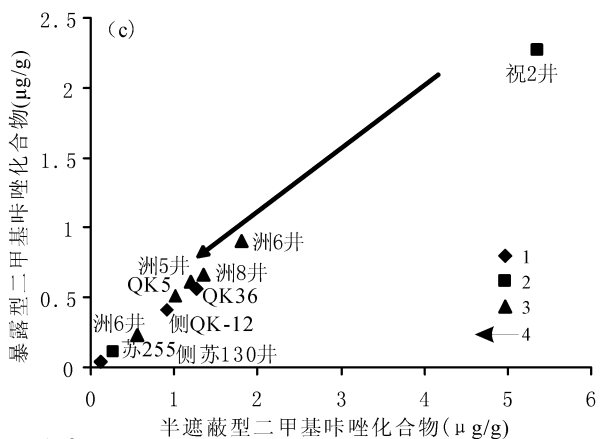 (c)
暴露型二甲基咔唑化合物(μg/g)
2.5
2
1.5
1
0.5
0
祝2井
洲6井
洲5井
洲8井
QK5
QK36
洲6井
侧QK-12
苏255
侧苏130井
1
2
3
4
0 1 2 3 4 5 6
半遮蔽型二甲基咔唑化合物(μg/g)